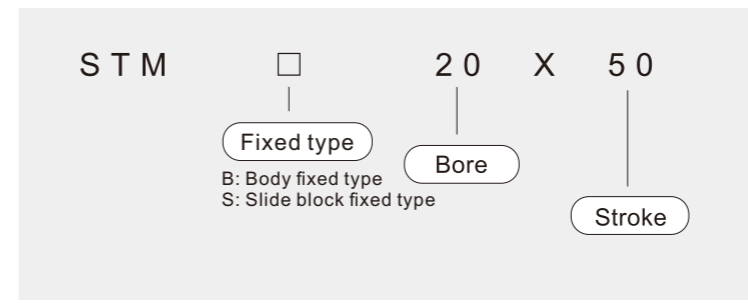 STM □ 20 X 50
Fixed type
Bore
B: Body fixed type
S: Slide block fixed type
Stroke